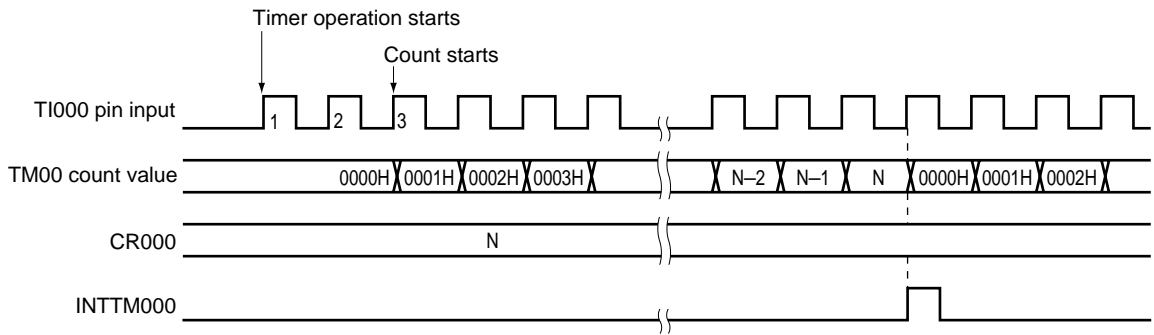 Timer operation starts
Count starts
TI000 pin input
1 2 3
TM00 count value
0000H 0001H 0002H 0003H N–2 N–1 N 0000H 0001H 0002H
CR000
N
INTTM000